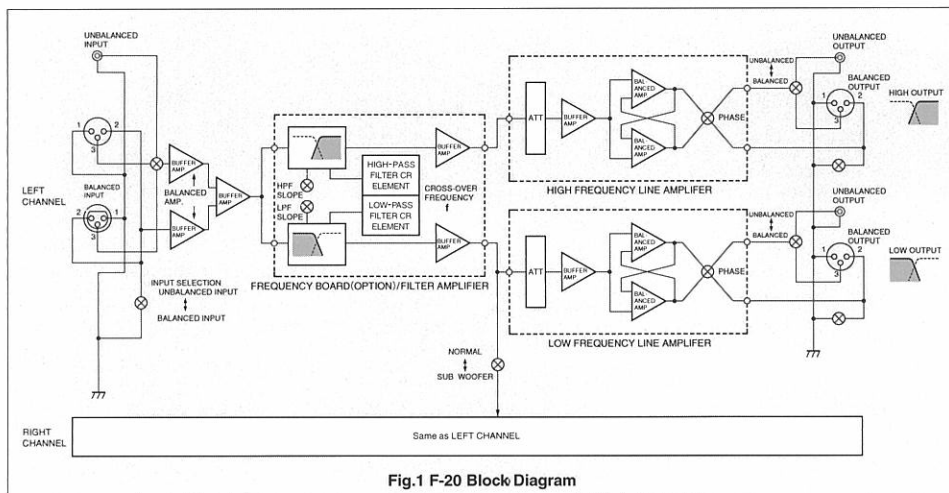 UNBALANCED
INPUT
1
2
3
BALANCED
INPUT
2
1
3
LEFT
CHANNEL
BUFFER
AMP
BALANCED
AMP.
BUFFER
AMP
BUFFER
AMP
INPUT SELECTION
UNBALANCED INPUT
BALANCED INPUT
HPF
SLOPE
LPF
SLOPE
HIGH-PASS
FILTER CR
ELEMENT
LOW-PASS
FILTER CR
ELEMENT
BUFFER
AMP
CROSS-OVER
FREQUENCY
f
BUFFER
AMP
FREQUENCY BOARD(OPTION)/FILTER AMPLIFIER
ATT
BUFFER
AMP
BAL
ANCED
AMP
BAL
ANCED
AMP
PHASE
HIGH FREQUENCY LINE AMPLIFER
UNBALANCED
BALANCED
UNBALANCED
OUTPUT
BALANCED
OUTPUT
1
2
3
HIGH OUTPUT
ATT
BUFFER
AMP
BAL
ANCED
AMP
BAL
ANCED
AMP
PHASE
LOW FREQUENCY LINE AMPLIFER
UNBALANCED
BALANCED
UNBALANCED
OUTPUT
BALANCED
OUTPUT
1
2
3
LOW OUTPUT
NORMAL
SUB WOOFER
RIGHT
CHANNEL
Same as LEFT CHANNEL
Fig.1 F-20 Block Diagram